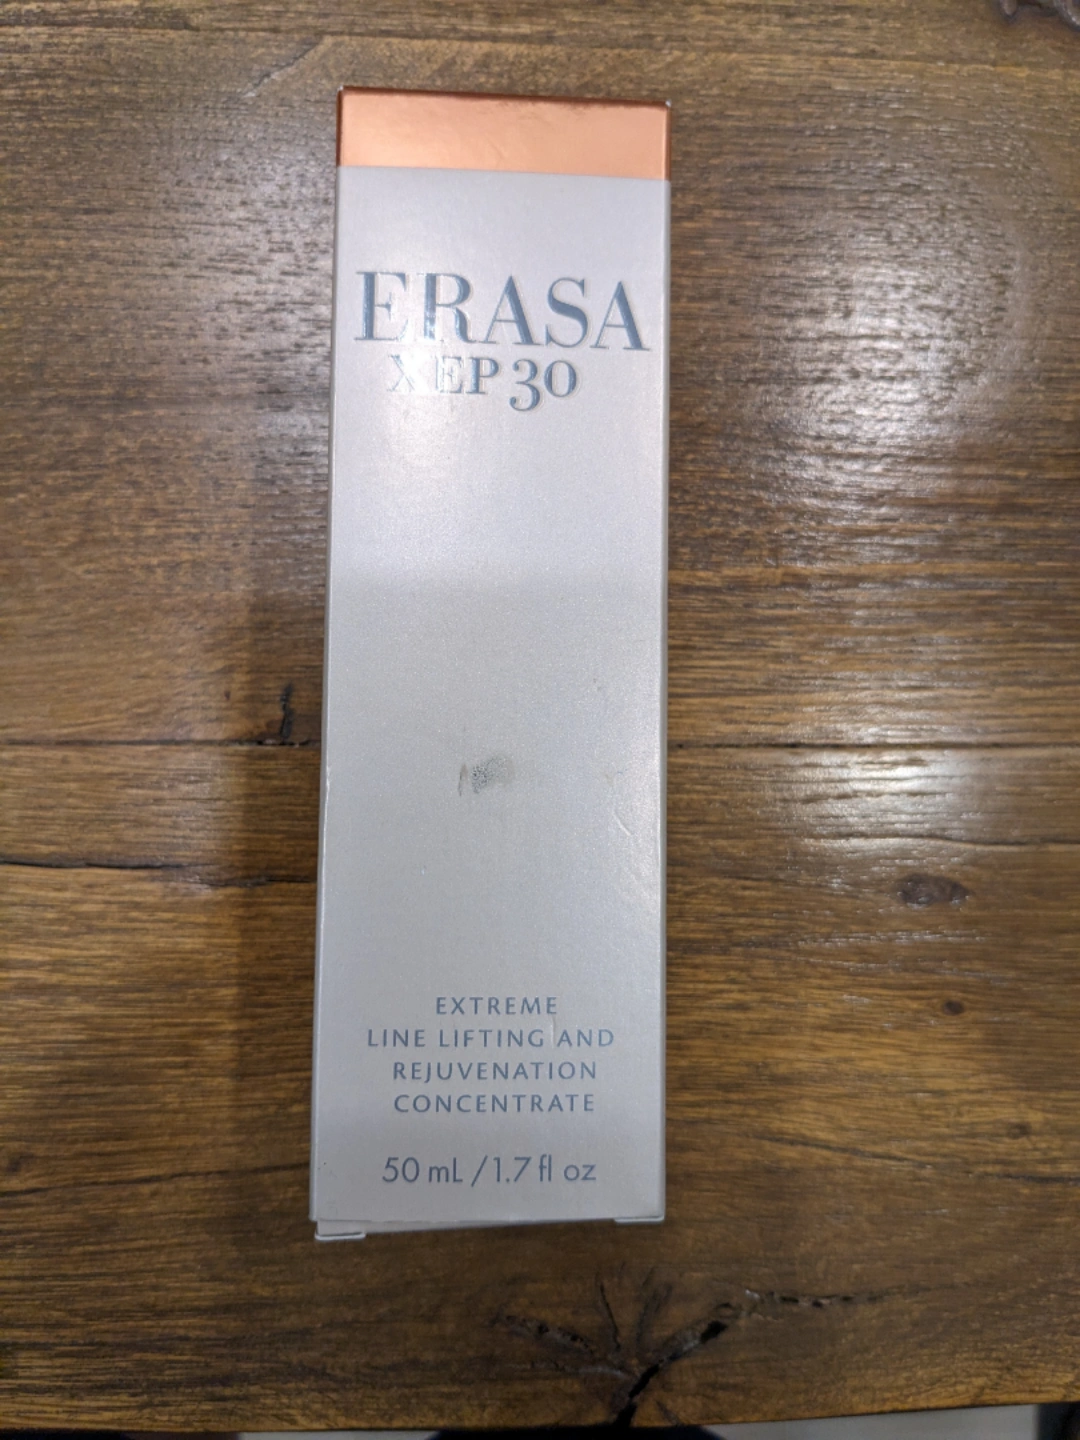 ERASA
XEP 30
EXTREME
LINE LIFTING AND
REJUVENATION
CONCENTRATE
50 mL / 1.7 fl oz